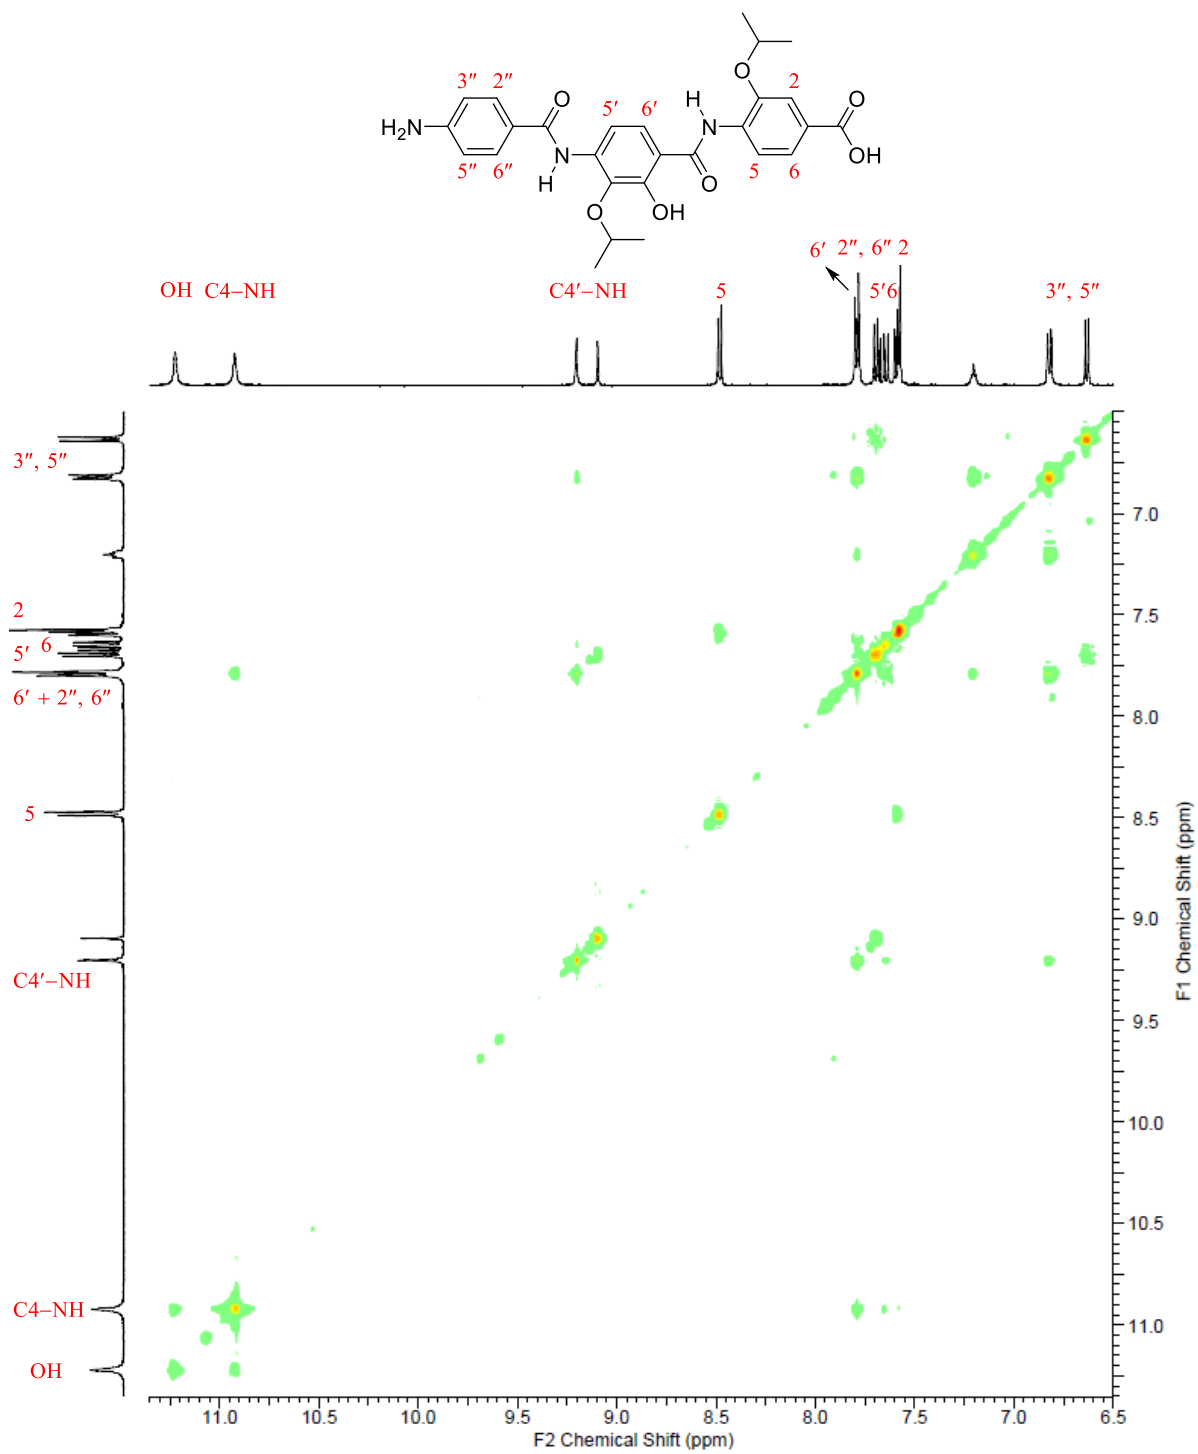 O
2
3″ 2″ O 5′ 6′ H N O
H₂N
5″ 6″ N H O 5 6 OH
O OH
6′ 2″, 6″ 2
OH C4–NH C4′–NH 5 5′ 6 3″, 5″
3″, 5″
7.0
7.5
2
5′ 6
6′ + 2″, 6″
8.0
5
8.5
9.0
C4′–NH
9.5
10.0
10.5
C4–NH
11.0
OH
F1 Chemical Shift (ppm)
11.0 10.5 10.0 9.5 9.0 8.5 8.0 7.5 7.0 6.5
F2 Chemical Shift (ppm)